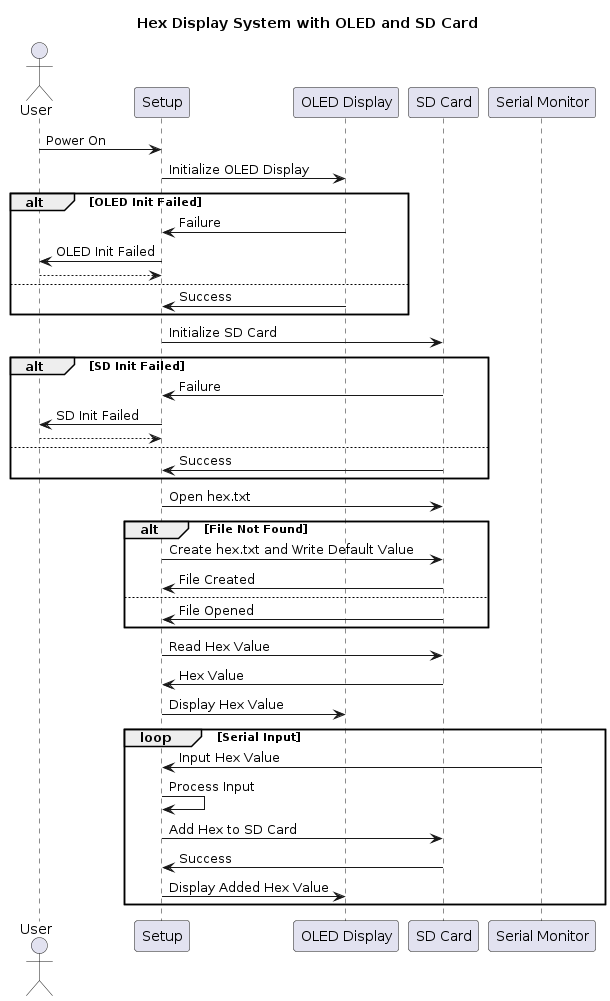 Hex Display System with OLED and SD Card
User
Setup
OLED Display
SD Card
Serial Monitor
Power On
Initialize OLED Display
alt [OLED Init Failed]
Failure
OLED Init Failed
Success
Initialize SD Card
alt [SD Init Failed]
Failure
SD Init Failed
Success
Open hex.txt
alt [File Not Found]
Create hex.txt and Write Default Value
File Created
File Opened
Read Hex Value
Hex Value
Display Hex Value
loop [Serial Input]
Input Hex Value
Process Input
Add Hex to SD Card
Success
Display Added Hex Value
User
Setup
OLED Display
SD Card
Serial Monitor